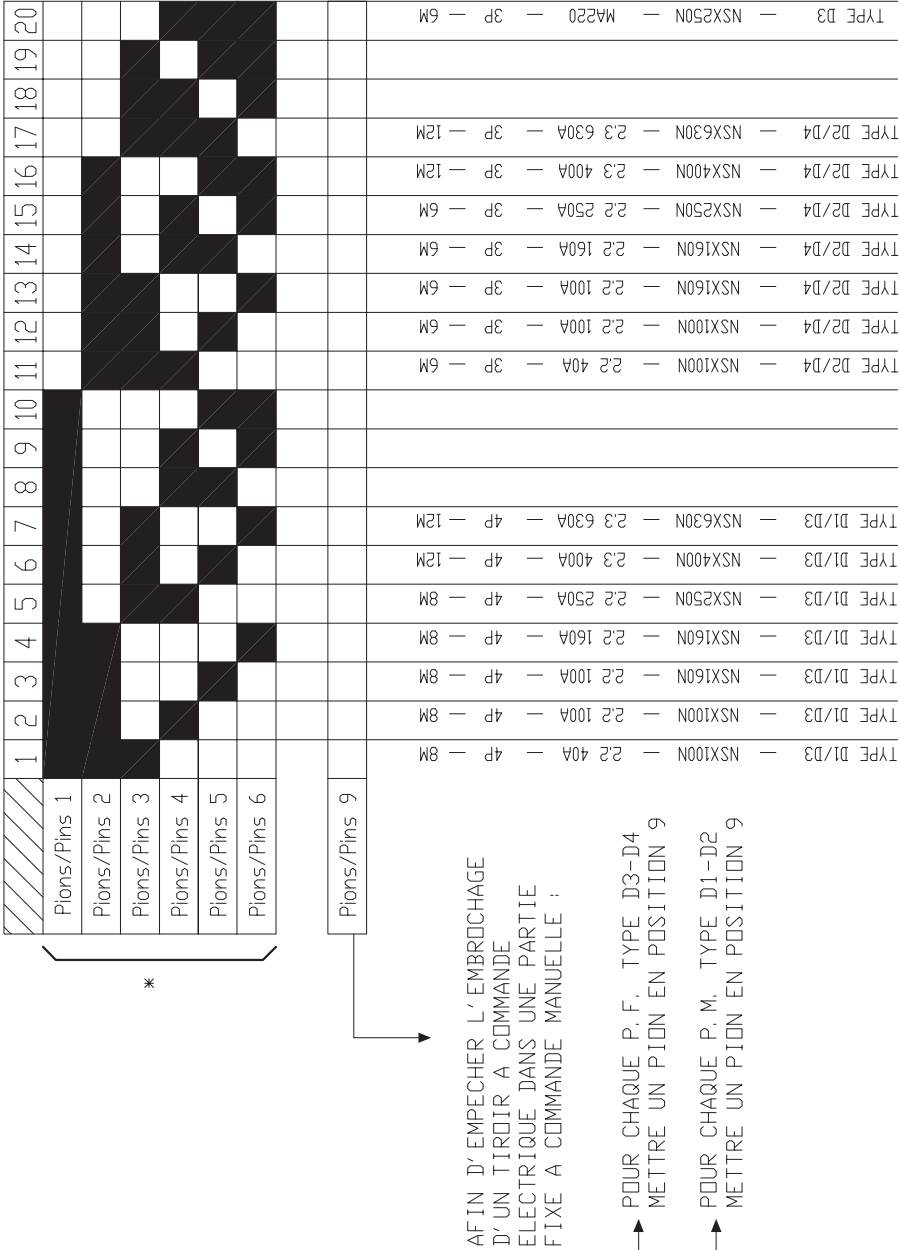 20 TYPE D3 — NSX250N — MA220 — 3P — 6M
19
18
17 TYPE D2/D4 — NSX630N — 2.3 630A — 3P — 12M
16 TYPE D2/D4 — NSX400N — 2.3 400A — 3P — 12M
15 TYPE D2/D4 — NSX250N — 2.2 250A — 3P — 6M
14 TYPE D2/D4 — NSX160N — 2.2 160A — 3P — 6M
13 TYPE D2/D4 — NSX160N — 2.2 100A — 3P — 6M
12 TYPE D2/D4 — NSX100N — 2.2 100A — 3P — 6M
11 TYPE D2/D4 — NSX100N — 2.2 40A — 3P — 6M
10
9
8
7 TYPE D1/D3 — NSX630N — 2.3 630A — 4P — 12M
6 TYPE D1/D3 — NSX400N — 2.3 400A — 4P — 12M
5 TYPE D1/D3 — NSX250N — 2.2 250A — 4P — 8M
4 TYPE D1/D3 — NSX160N — 2.2 160A — 4P — 8M
3 TYPE D1/D3 — NSX160N — 2.2 100A — 4P — 8M
2 TYPE D1/D3 — NSX100N — 2.2 100A — 4P — 8M
1 TYPE D1/D3 — NSX100N — 2.2 40A — 4P — 8M
Pions/Pins 1
Pions/Pins 2
Pions/Pins 3
Pions/Pins 4
Pions/Pins 5
Pions/Pins 6
Pions/Pins 9
*
AFIN D'EMPECHER L'EMBROCHAGE
D'UN TIROIR A COMMANDE
ELECTRIQUE DANS UNE PARTIE
FIXE A COMMANDE MANUELLE :
POUR CHAQUE P.F. TYPE D3-D4
METTRE UN PION EN POSITION 9
POUR CHAQUE P.M. TYPE D1-D2
METTRE UN PION EN POSITION 9